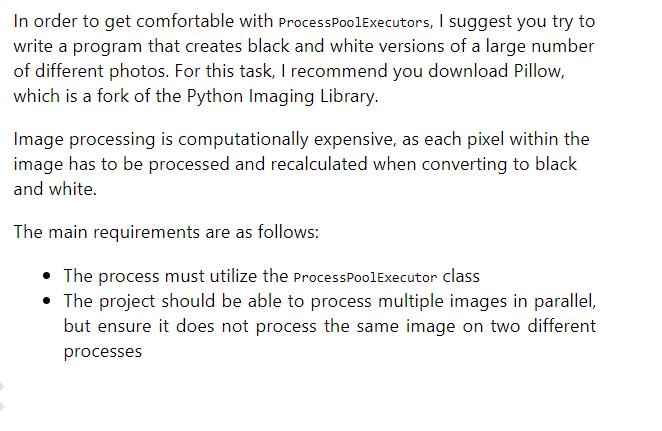 In order to get comfortable with ProcessPoolExecutors, I suggest you try to
write a program that creates black and white versions of a large number
of different photos. For this task, I recommend you download Pillow,
which is a fork of the Python Imaging Library.
Image processing is computationally expensive, as each pixel within the
image has to be processed and recalculated when converting to black
and white.
The main requirements are as follows:
• The process must utilize the ProcessPoolExecutor class
• The project should be able to process multiple images in parallel,
but ensure it does not process the same image on two different
processes